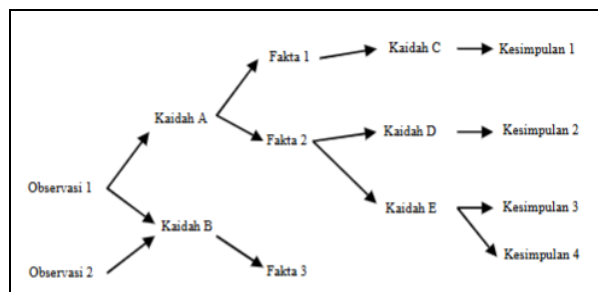 Fakta 1
Kaidah C
Kesimpulan 1
Kaidah A
Fakta 2
Kaidah D
Kesimpulan 2
Observasi 1
Kaidah E
Kesimpulan 3
Kaidah B
Kesimpulan 4
Observasi 2
Fakta 3